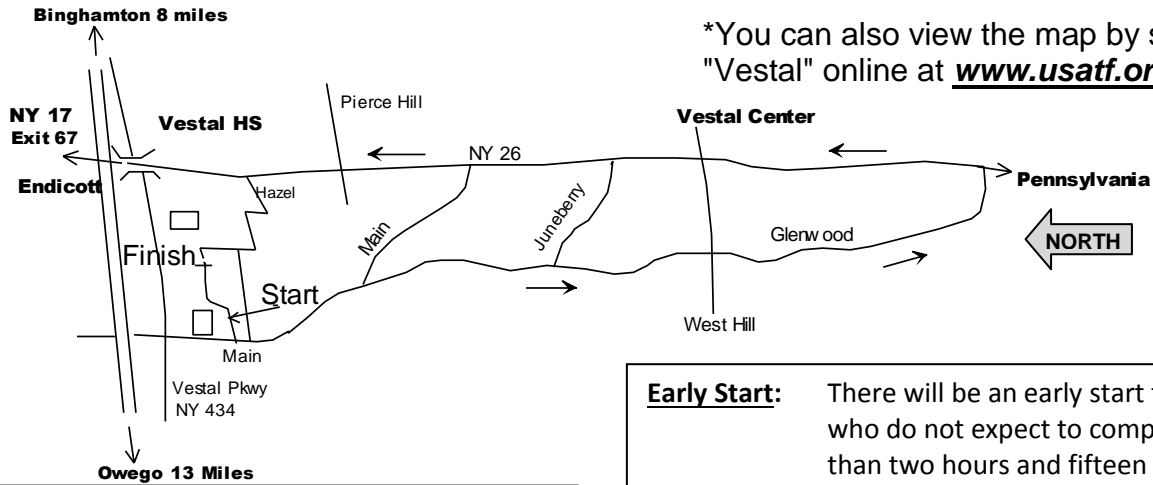 Binghamton 8 miles
*You can also view the map by s
"Vestal" online at www.usatf.or
NY 17
Exit 67
Vestal HS
Pierce Hill
Vestal Center
NY 26
Endicott
Hazel
Pennsylvania
Main
Juneberry
Glenwood
NORTH
Finish
Start
West Hill
Main
Vestal Pkwy
NY 434
Early Start: There will be an early start
who do not expect to comp
than two hours and fifteen
Owego 13 Miles